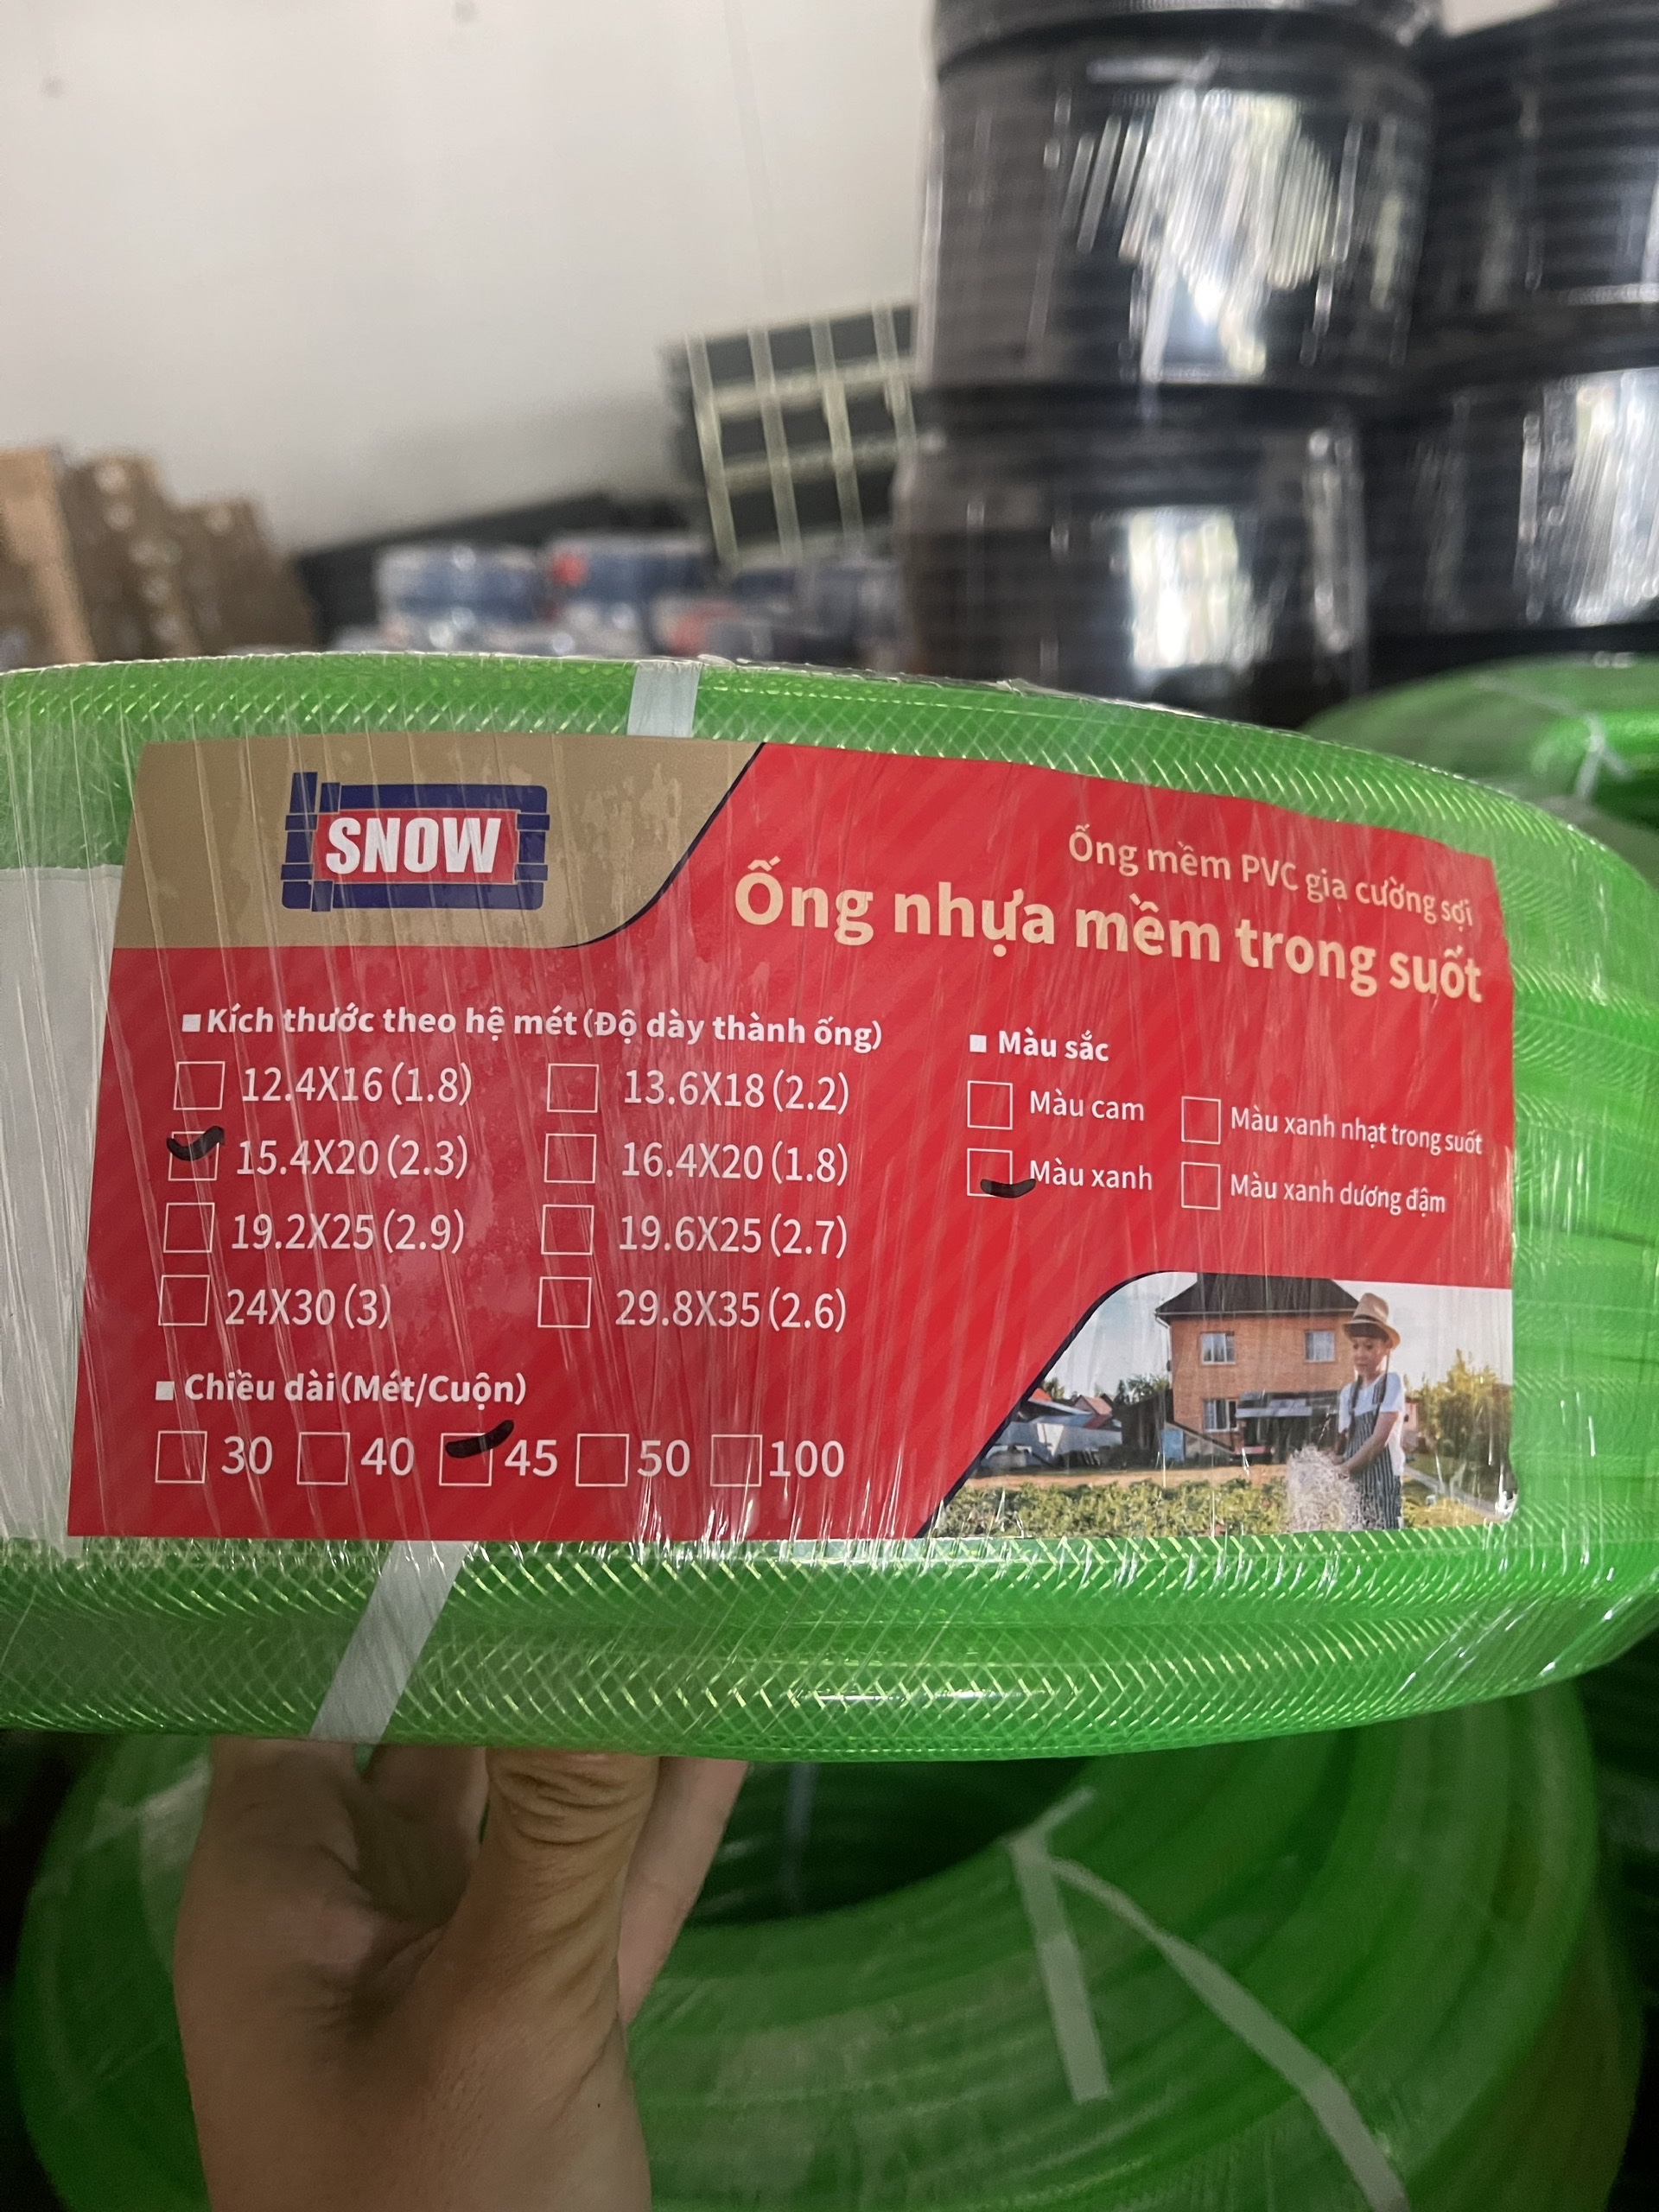 SNOW
Ống mềm PVC gia cường sợi
Ống nhựa mềm trong suốt
■Kích thước theo hệ mét (Độ dày thành ống)
12.4X16 (1.8) 13.6X18 (2.2)
15.4X20 (2.3) 16.4X20 (1.8)
19.2X25 (2.9) 19.6X25 (2.7)
24X30 (3) 29.8X35 (2.6)
■ Chiều dài (Mét/Cuộn)
30 40 45 50 100
■ Màu sắc
Màu cam Màu xanh nhạt trong suốt
Màu xanh Màu xanh dương đậm